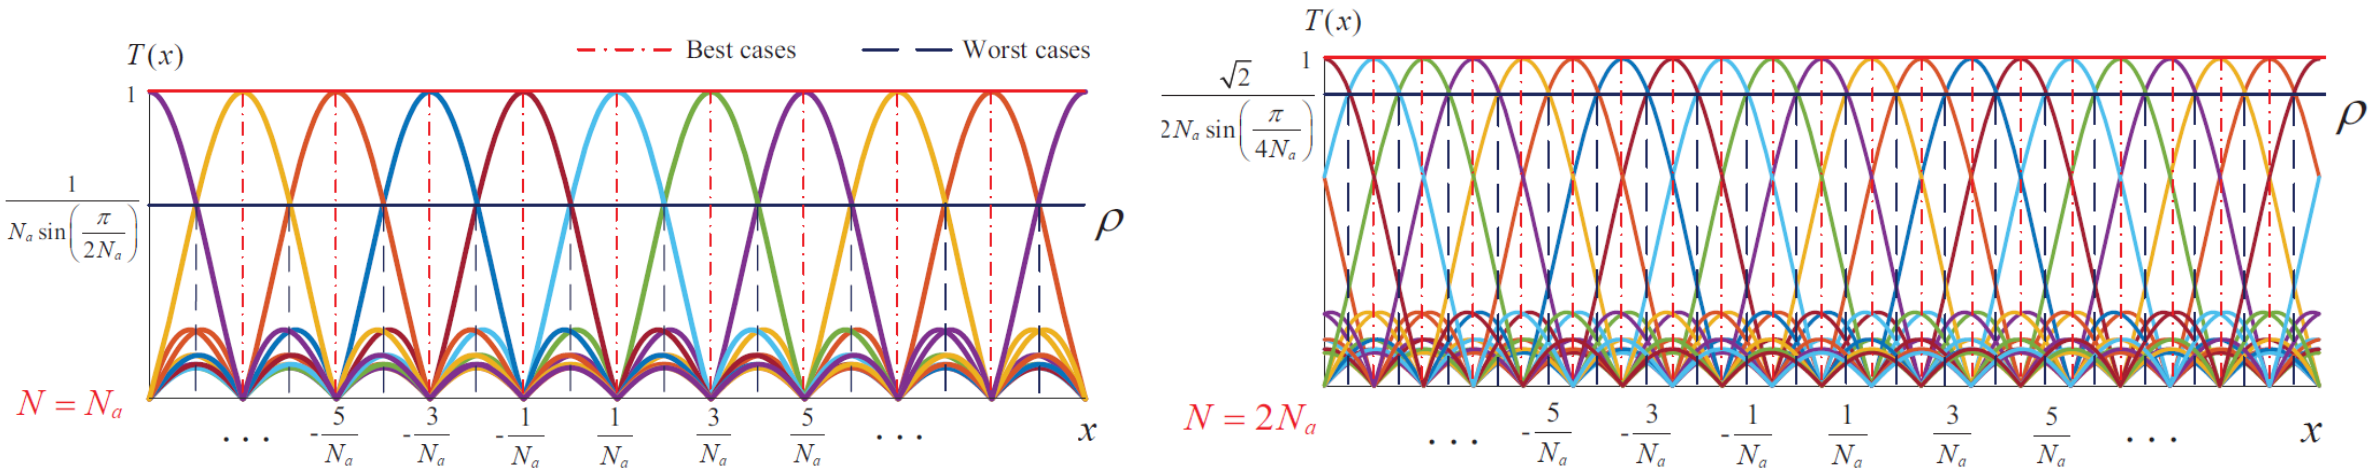 T(x)
Best cases
Worst cases
1
1
N_a sin(π/2N_a)
ρ
N = N_a
... -5/N_a -3/N_a -1/N_a 1/N_a 3/N_a 5/N_a ... x
T(x)
1
√2
2N_a sin(π/4N_a)
ρ
N = 2N_a
... -5/N_a -3/N_a -1/N_a 1/N_a 3/N_a 5/N_a ... x